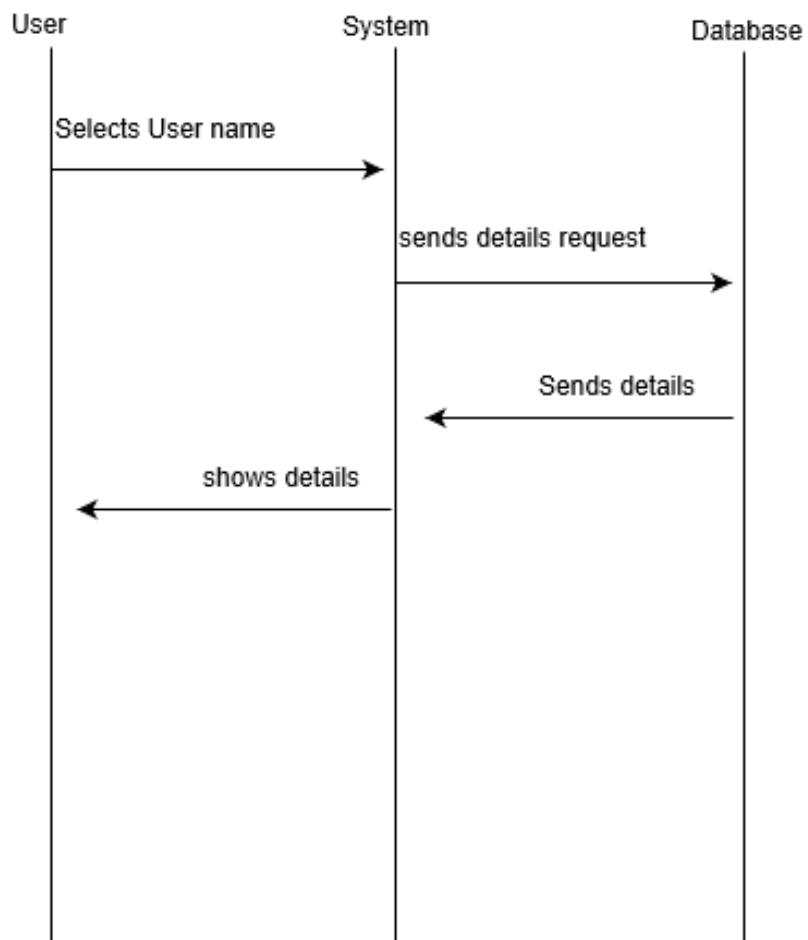 User
System
Database
Selects User name
sends details request
Sends details
shows details